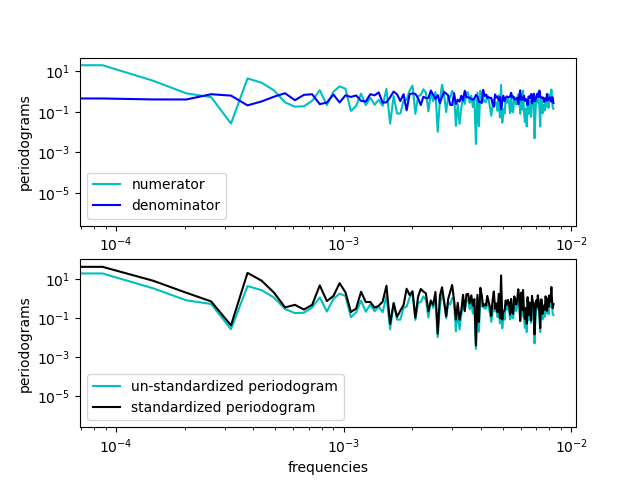 periodograms
10^1
10^-1
10^-3
10^-5
numerator
denominator
10^-4
10^-3
10^-2
periodograms
10^1
10^-1
10^-3
10^-5
un-standardized periodogram
standardized periodogram
10^-4
10^-3
10^-2
frequencies